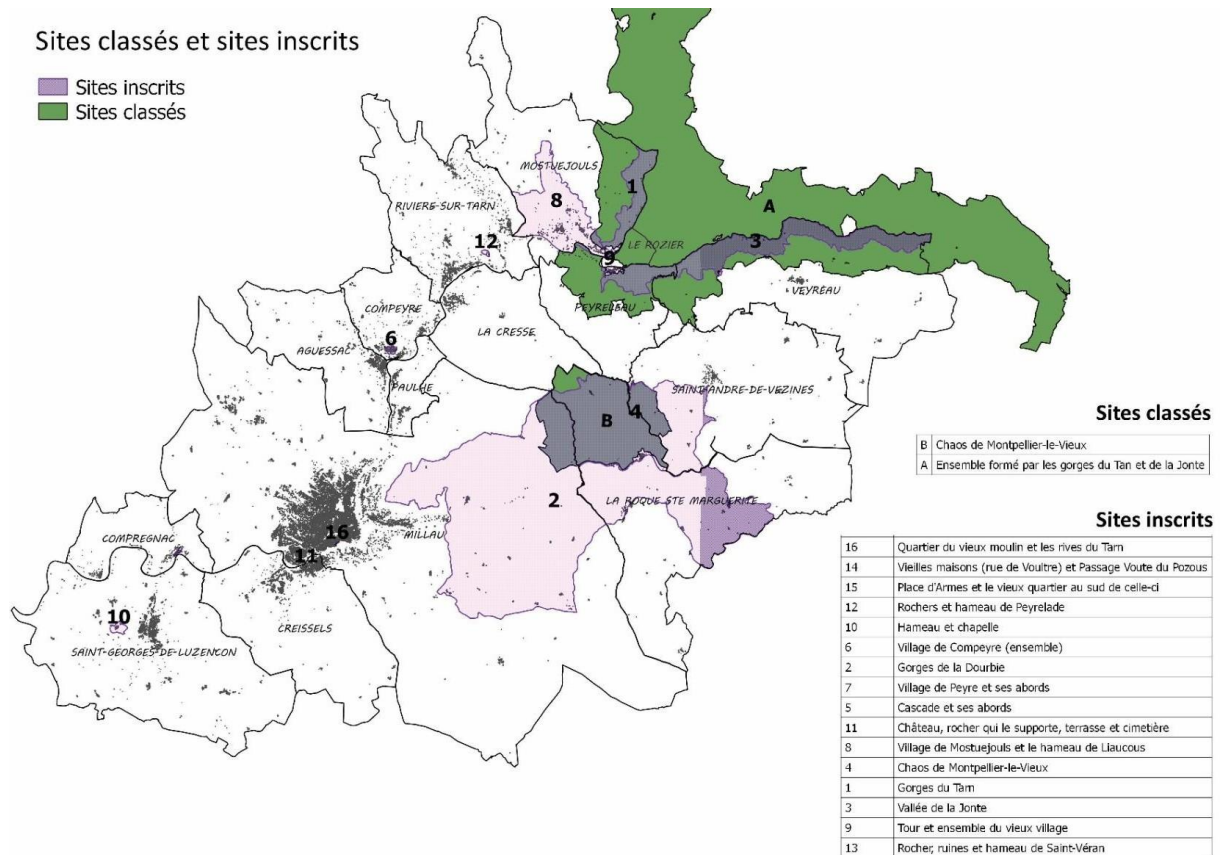 Sites classés et sites inscrits
Sites inscrits
Sites classés
MOSTUEJOULS
1
8
RIVIERE-SUR-TARN
A
12
LE ROZIER
3
9
VEYREAU
PEYRELEAU
COMPEYRE
LA CRESSE
6
AGUESSAC
PAULHE
SAINT-ANDRE-DE-VEZINES
4
B
2
LA ROQUE STE MARGUERITE
16
MILLAU
COMPREGNAC
11
10
CREISSELS
SAINT-GEORGES-DE-LUZENCON
Sites classés
B Chaos de Montpellier-le-Vieux
A Ensemble formé par les gorges du Tan et de la Jonte
Sites inscrits
16 Quartier du vieux moulin et les rives du Tarn
14 Vieilles maisons (rue de Voultre) et Passage Voute du Pozous
15 Place d'Armes et le vieux quartier au sud de celle-ci
12 Rochers et hameau de Peyrelade
10 Hameau et chapelle
6 Village de Compeyre (ensemble)
2 Gorges de la Dourbie
7 Village de Peyre et ses abords
5 Cascade et ses abords
11 Château, rocher qui le supporte, terrasse et cimetière
8 Village de Mostuejouls et le hameau de Liaucous
4 Chaos de Montpellier-le-Vieux
1 Gorges du Tarn
3 Vallée de la Jonte
9 Tour et ensemble du vieux village
13 Rocher, ruines et hameau de Saint-Véran